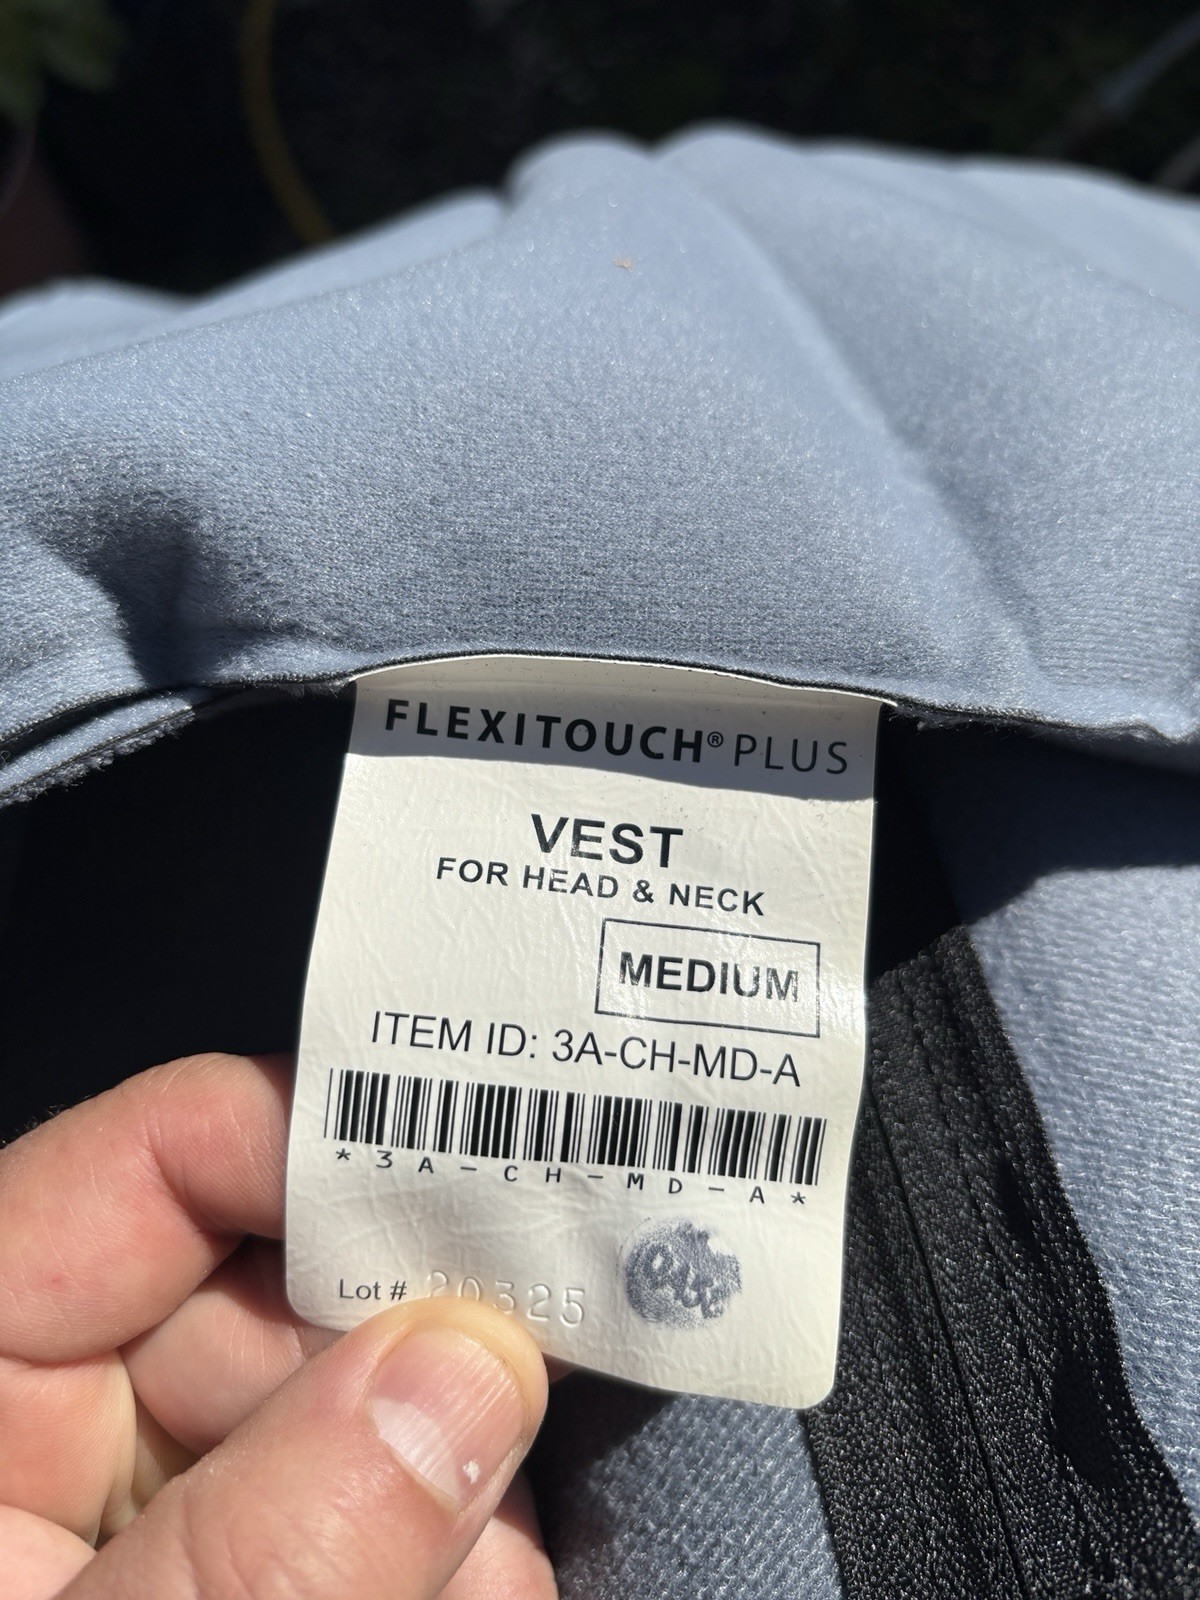 FLEXITOUCH® PLUS
VEST
FOR HEAD & NECK
MEDIUM
ITEM ID: 3A-CH-MD-A
*3A-CH-MD-A*
Lot # 20325